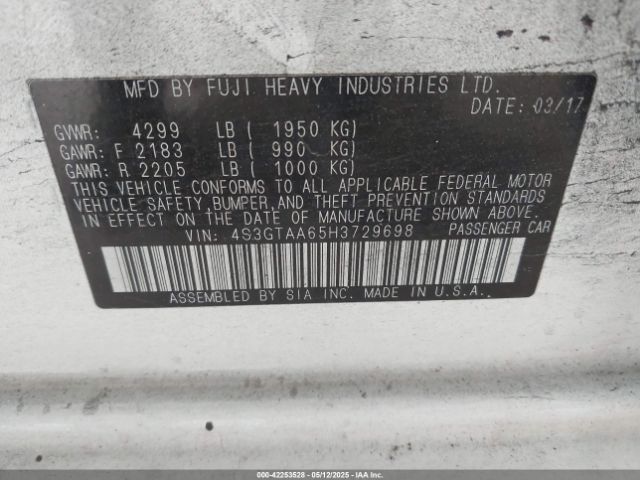 MFD BY FUJI HEAVY INDUSTRIES LTD.
DATE: 03/17
GVWR: 4299 LB ( 1950 KG)
GAWR: F 2183 LB ( 990 KG)
GAWR: R 2205 LB ( 1000 KG)
THIS VEHICLE CONFORMS TO ALL APPLICABLE FEDERAL MOTOR
VEHICLE SAFETY, BUMPER, AND THEFT PREVENTION STANDARDS
IN EFFECT ON THE DATE OF MANUFACTURE SHOWN ABOVE.
VIN: 4S3GTAA65H3729698 PASSENGER CAR
ASSEMBLED BY SIA INC. MADE IN U.S.A..
000-42253528 - 05/12/2025 - IAAI.COM